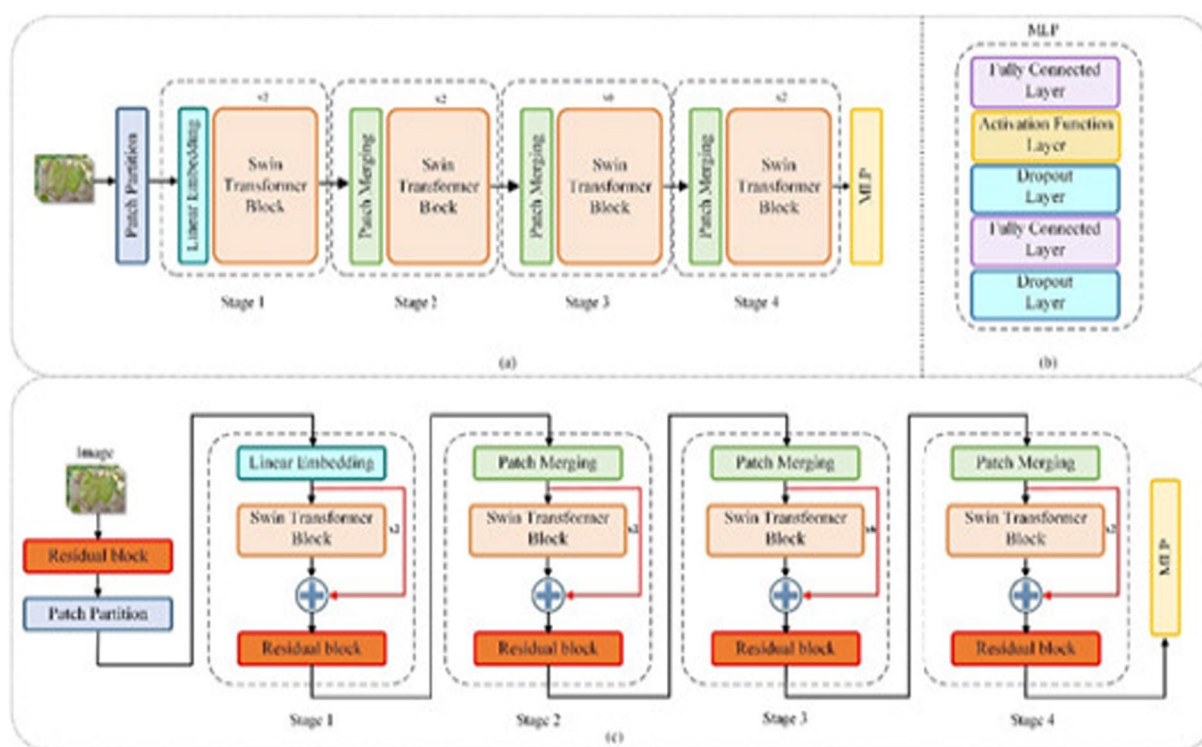 x2
x2
x6
x2
Patch Partition
Linear Embedding
Swin
Transformer
Block
Patch Merging
Swin
Transformer
Block
Patch Merging
Swin
Transformer
Block
Patch Merging
Swin
Transformer
Block
MLP
Stage 1
Stage 2
Stage 3
Stage 4
(a)
MLP
Fully Connected
Layer
Activation Function
Layer
Dropout
Layer
Fully Connected
Layer
Dropout
Layer
(b)
Image
Residual block
Patch Partition
Linear Embedding
Swin Transformer
Block
x2
Residual block
Stage 1
Patch Merging
Swin Transformer
Block
x2
Residual block
Stage 2
Patch Merging
Swin Transformer
Block
x6
Residual block
Stage 3
Patch Merging
Swin Transformer
Block
x2
Residual block
Stage 4
MLP
(c)